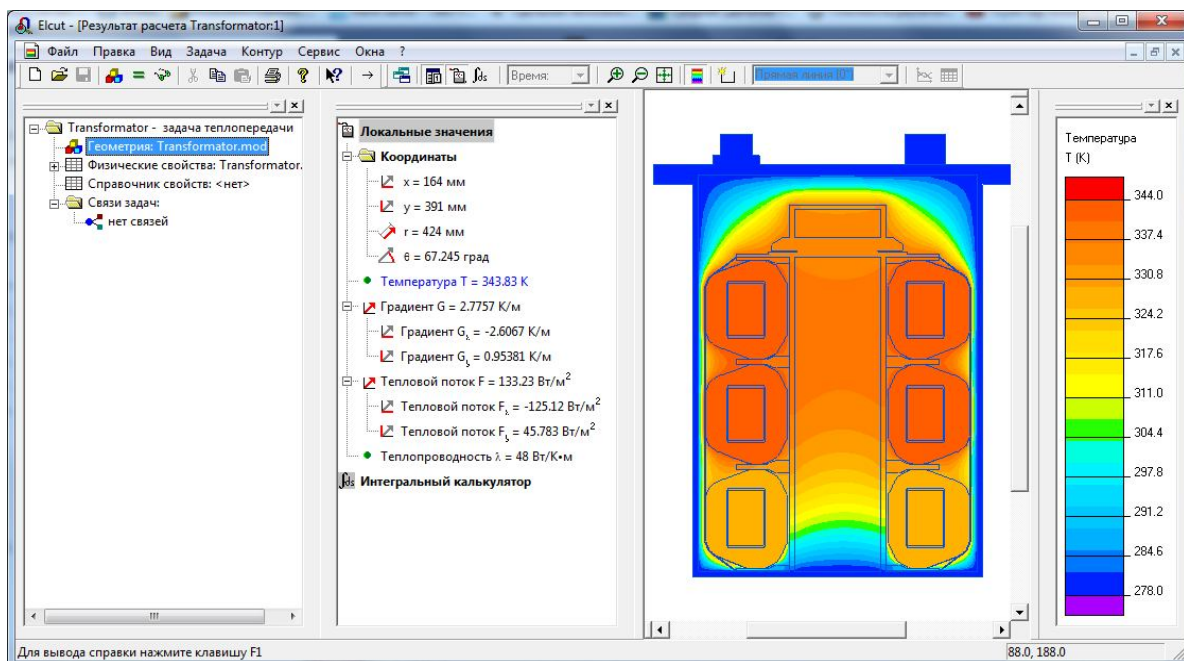 Elcut - [Результат расчета Transformator:1]
Файл Правка Вид Задача Контур Сервис Окна ?
Время:
Прямая линия [0°
Transformator - задача теплопередачи
Геометрия: Transformator.mod
Физические свойства: Transformator.
Справочник свойств: <нет>
Связи задач:
нет связей
Локальные значения
Координаты
x = 164 мм
y = 391 мм
r = 424 мм
θ = 67.245 град
Температура T = 343.83 К
Градиент G = 2.7757 К/м
Градиент Gₓ = -2.6067 К/м
Градиент Gᵧ = 0.95381 К/м
Тепловой поток F = 133.23 Вт/м²
Тепловой поток Fₓ = -125.12 Вт/м²
Тепловой поток Fᵧ = 45.783 Вт/м²
Теплопроводность λ = 48 Вт/К•м
Интегральный калькулятор
Температура
T (К)
344.0
337.4
330.8
324.2
317.6
311.0
304.4
297.8
291.2
284.6
278.0
Для вывода справки нажмите клавишу F1
88.0, 188.0